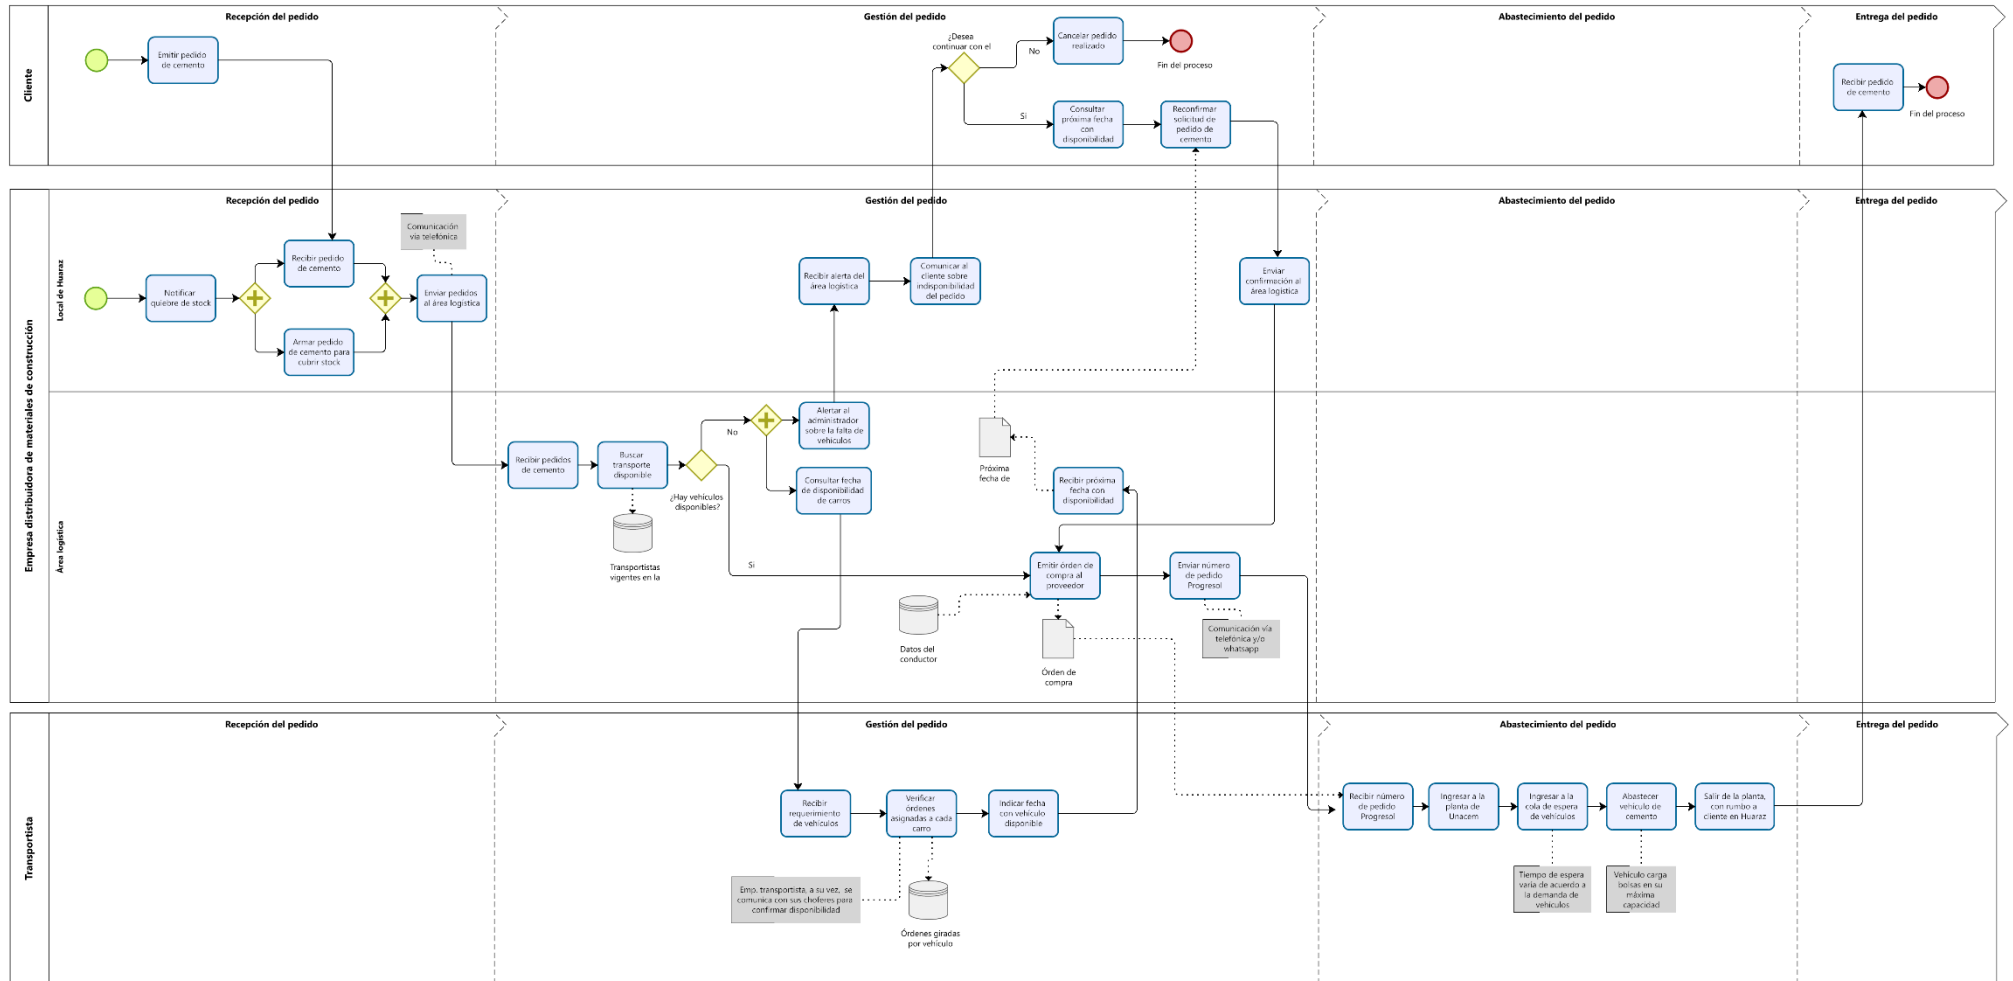 Recepción del pedido
Gestión del pedido
Abastecimiento del pedido
Entrega del pedido
Cliente
Emitir pedido
de cemento
¿Desea
continuar con el
No
Cancelar pedido
realizado
Fin del proceso
Si
Consultar
próxima fecha
con
disponibilidad
Reconfirmar
solicitud de
pedido de
cemento
Recibir pedido
de cemento
Fin del proceso
Empresa distribuidora de materiales de construcción
Recepción del pedido
Gestión del pedido
Abastecimiento del pedido
Entrega del pedido
Local de Huaraz
Notificar
quiebre de stock
Recibir pedido
de cemento
Armar pedido
de cemento para
cubrir stock
Comunicación
vía telefónica
Enviar pedidos
al área logística
Recibir alerta del
área logística
Comunicar al
cliente sobre
indisponibilidad
del pedido
Enviar
confirmación al
área logística
Área logística
Recibir pedidos
de cemento
Buscar
transporte
disponible
Transportistas
vigentes en la
¿Hay vehículos
disponibles?
No
Si
Alertar al
administrador
sobre la falta de
vehículos
Consultar fecha
de disponibilidad
de carros
Próxima
fecha de
Recibir próxima
fecha con
disponibilidad
Emitir órden de
compra al
proveedor
Datos del
conductor
Órden de
compra
Enviar número
de pedido
Progresol
Comunicación vía
telefónica y/o
whatsapp
Transportista
Recepción del pedido
Gestión del pedido
Abastecimiento del pedido
Entrega del pedido
Recibir
requerimiento
de vehículos
Verificar
órdenes
asignadas a cada
carro
Indicar fecha
con vehículo
disponible
Emp. transportista, a su vez, se
comunica con sus choferes para
confirmar disponibilidad
Órdenes giradas
por vehículo
Recibir número
de pedido
Progresol
Ingresar a la
planta de
Unacem
Ingresar a la
cola de espera
de vehículos
Abastecer
vehículo de
cemento
Salir de la planta,
con rumbo a
cliente en Huaraz
Tiempo de espera
varía de acuerdo a
la demanda de
vehículos
Vehículo carga
bolsas en su
máxima
capacidad